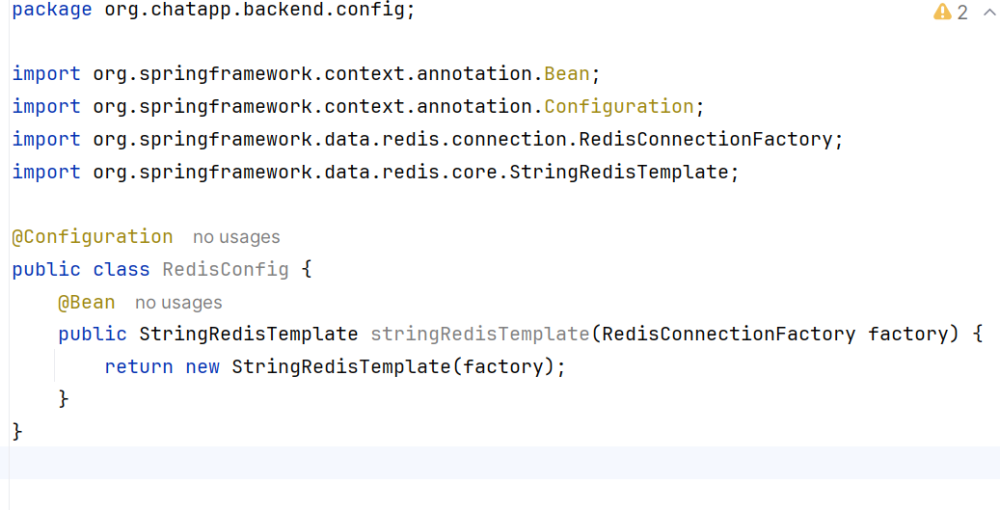 package org.chatapp.backend.config;
2
import org.springframework.context.annotation.Bean;
import org.springframework.context.annotation.Configuration;
import org.springframework.data.redis.connection.RedisConnectionFactory;
import org.springframework.data.redis.core.StringRedisTemplate;
@Configuration no usages
public class RedisConfig {
@Bean no usages
public StringRedisTemplate stringRedisTemplate(RedisConnectionFactory factory) {
return new StringRedisTemplate(factory);
}
}